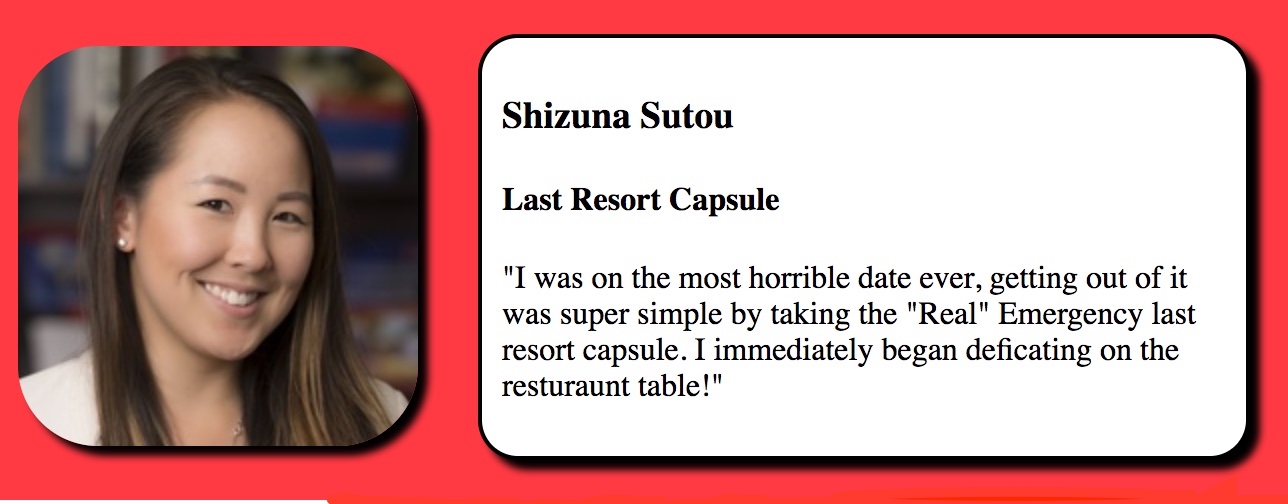 Shizuna Sutou
Last Resort Capsule
"I was on the most horrible date ever, getting out of it
was super simple by taking the "Real" Emergency last
resort capsule. I immediately began deficating on the
resturaunt table!"